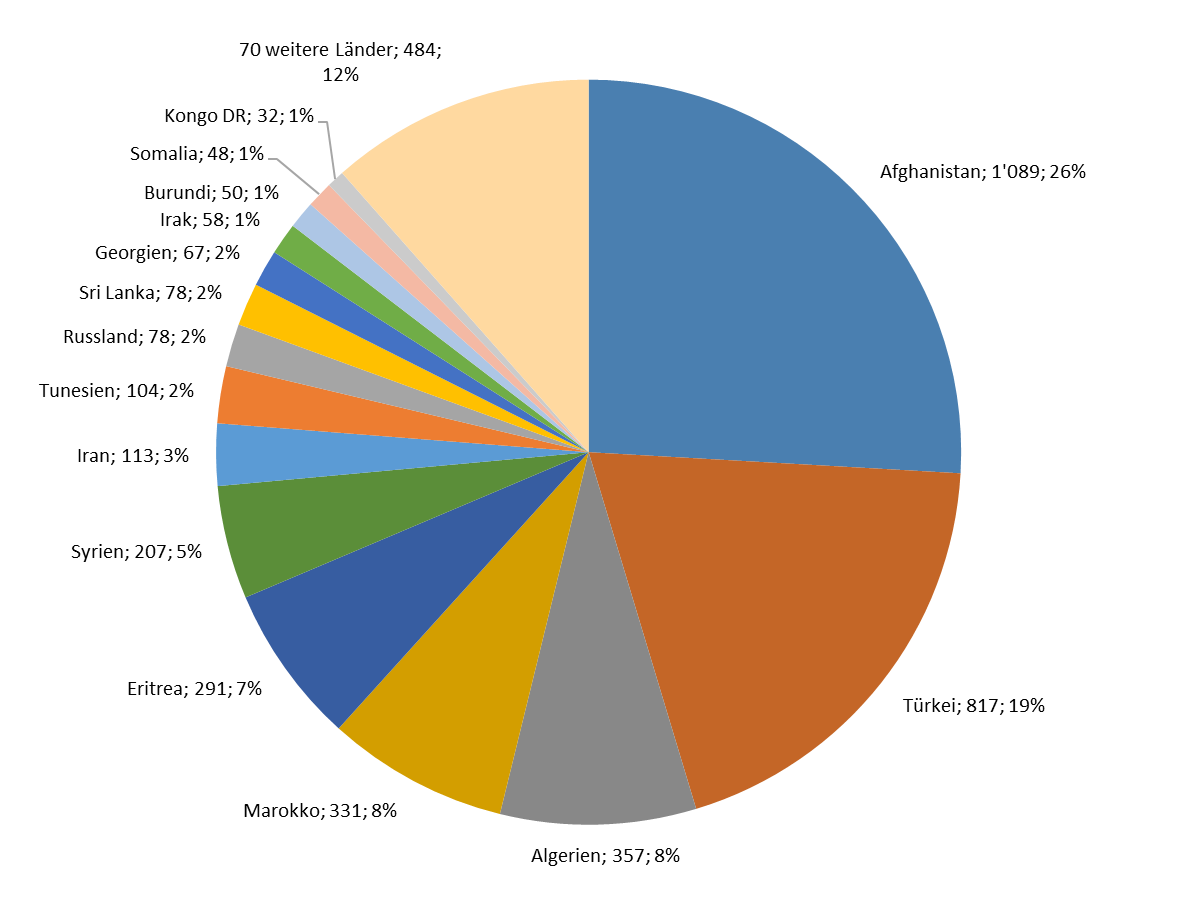 70 weitere Länder; 484;
12%
Kongo DR; 32; 1%
Somalia; 48; 1%
Afghanistan; 1'089; 26%
Burundi; 50; 1%
Irak; 58; 1%
Georgien; 67; 2%
Sri Lanka; 78; 2%
Russland; 78; 2%
Tunesien; 104; 2%
Iran; 113; 3%
Syrien; 207; 5%
Eritrea; 291; 7%
Türkei; 817; 19%
Marokko; 331; 8%
Algerien; 357; 8%